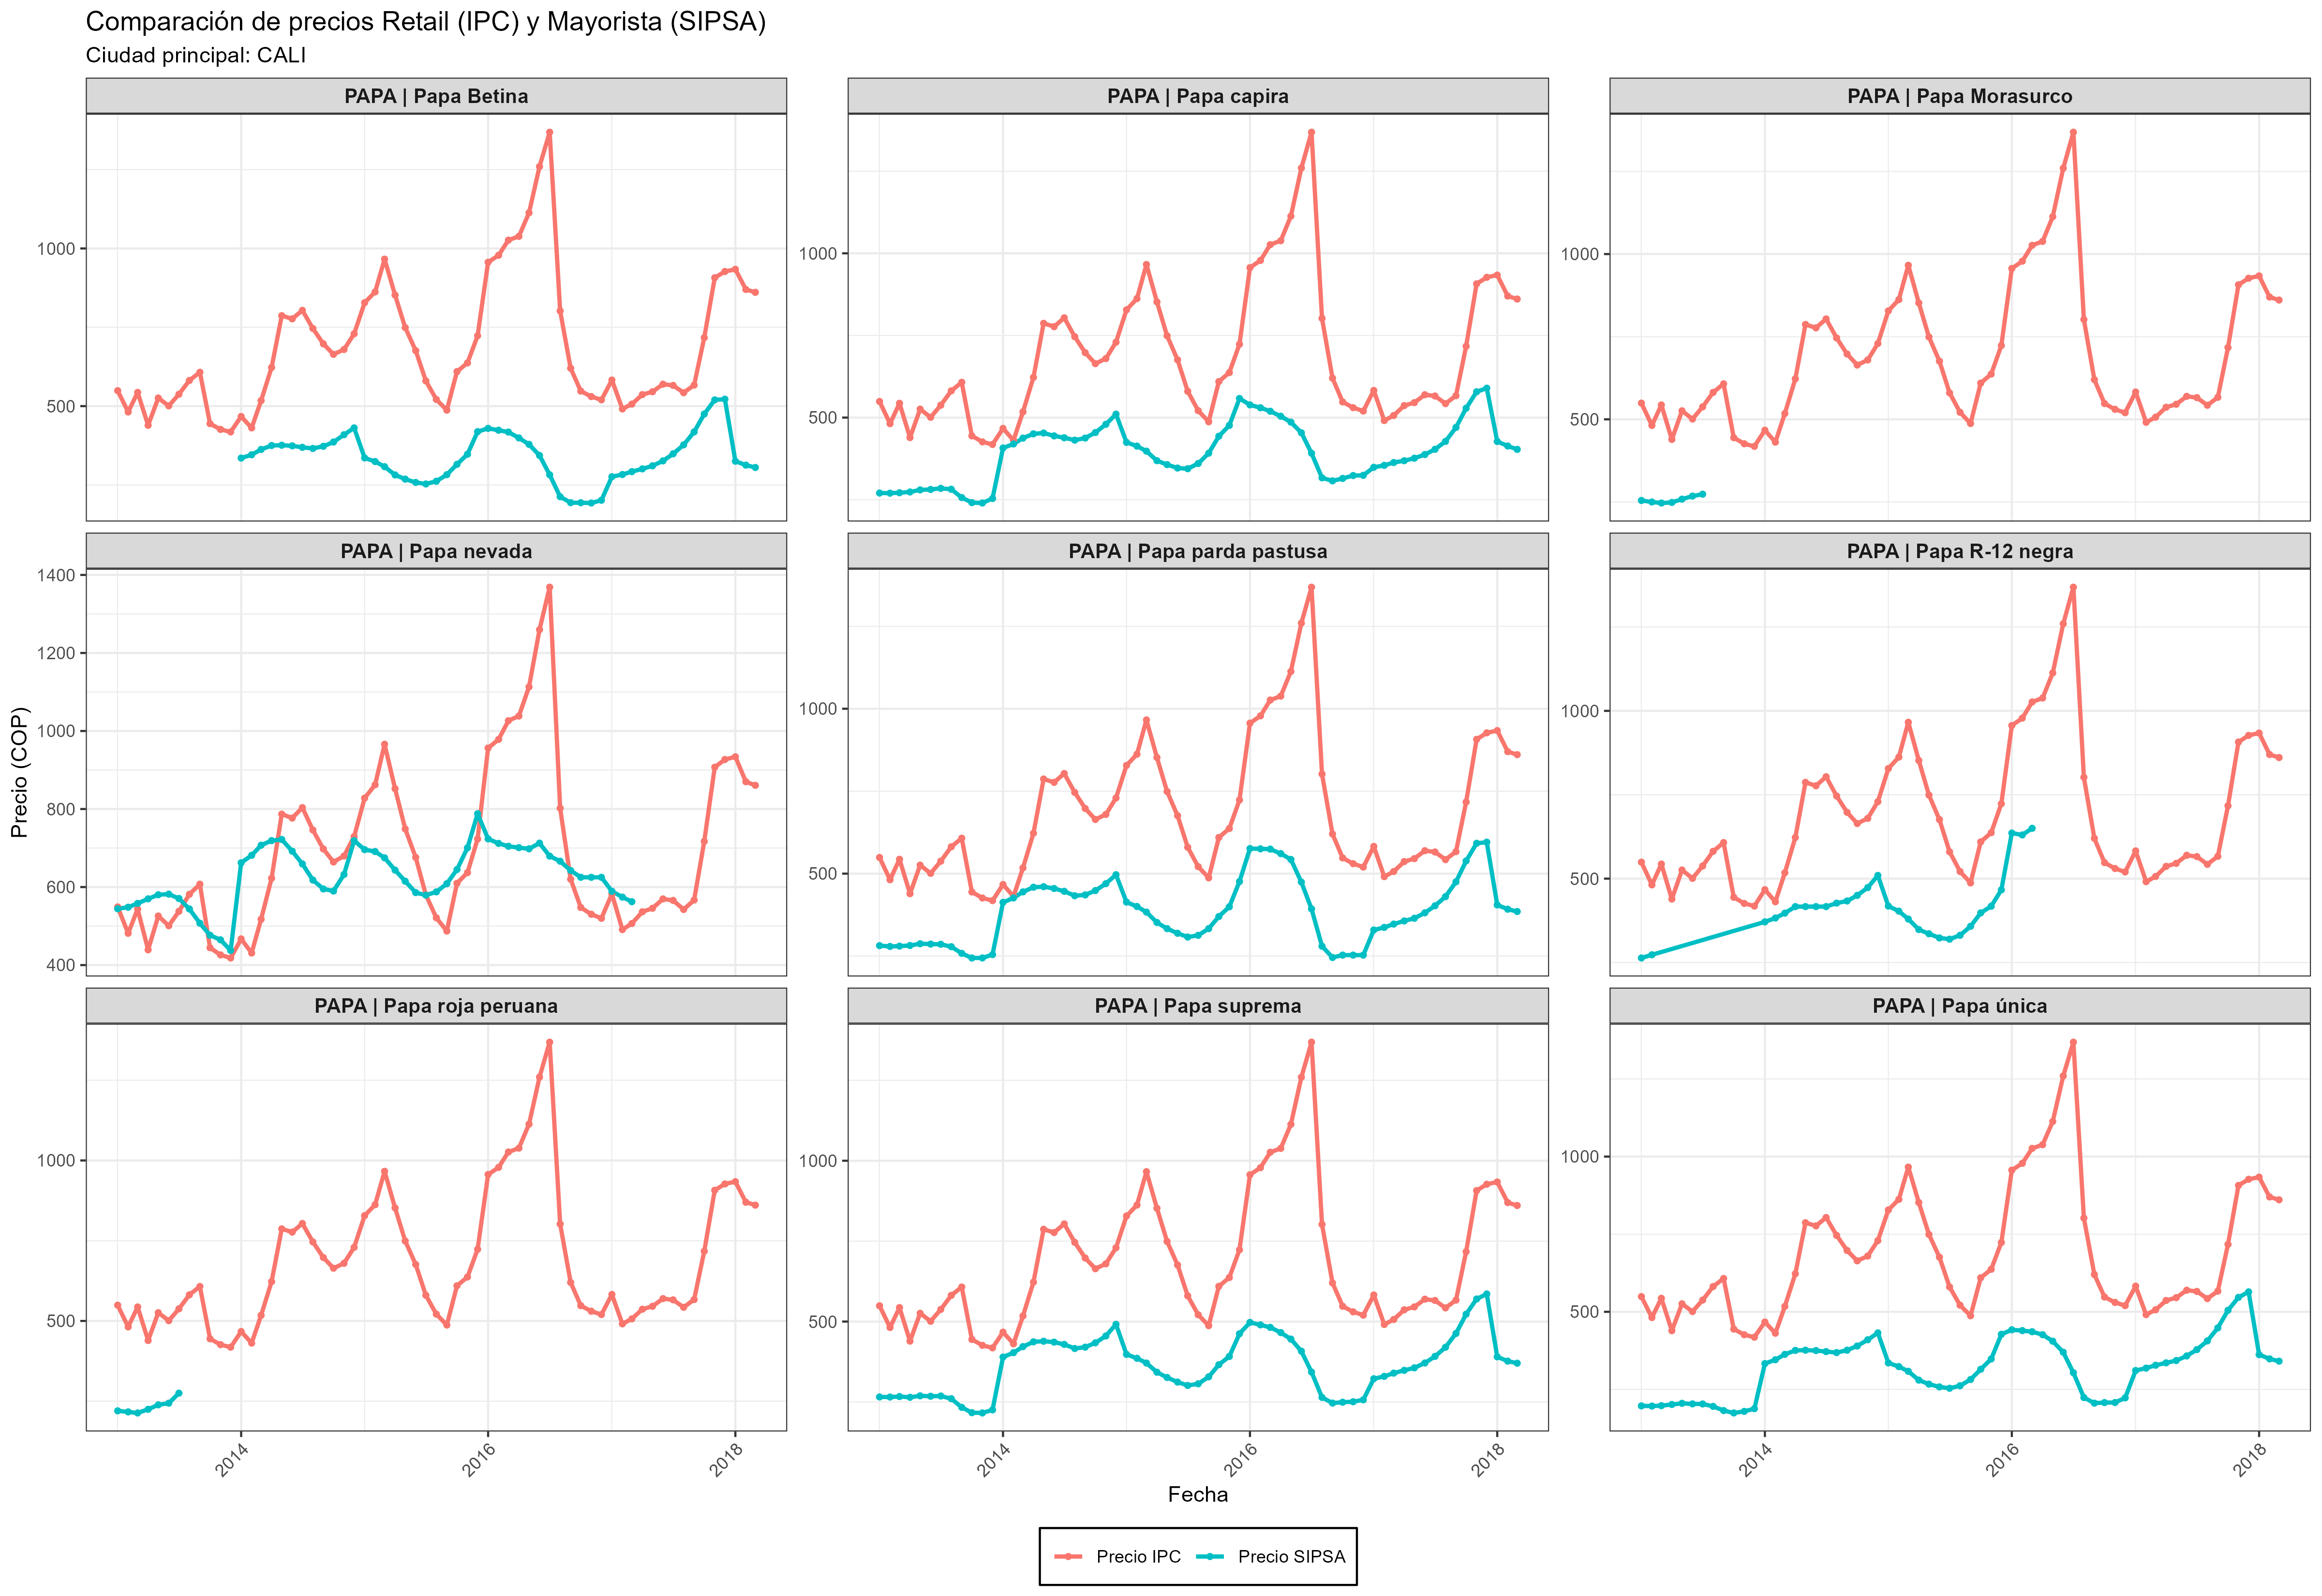 Comparación de precios Retail (IPC) y Mayorista (SIPSA)
Ciudad principal: CALI
PAPA | Papa Betina
PAPA | Papa capira
PAPA | Papa Morasurco
1000
500
1000
500
1000
500
PAPA | Papa nevada
PAPA | Papa parda pastusa
PAPA | Papa R-12 negra
1400
1200
1000
800
600
400
1000
500
1000
500
PAPA | Papa roja peruana
PAPA | Papa suprema
PAPA | Papa única
1000
500
1000
500
1000
500
2014
2016
2018
2014
2016
2018
2014
2016
2018
Precio (COP)
Fecha
Precio IPC
Precio SIPSA